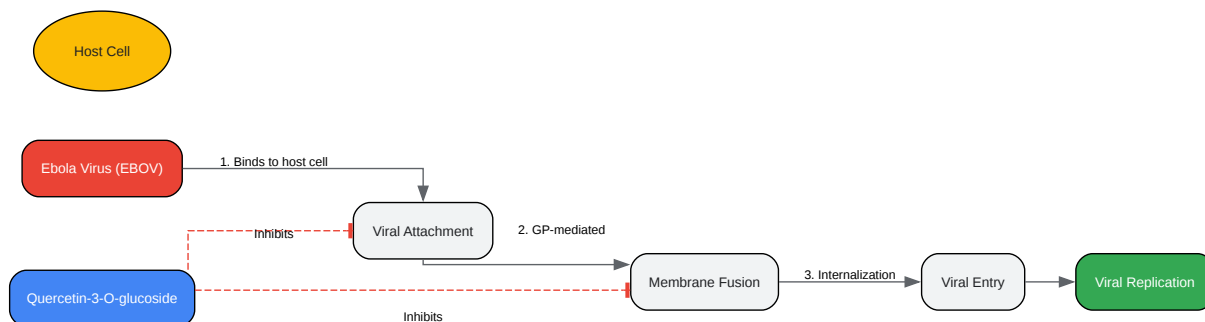 Host Cell
Ebola Virus (EBOV)
1. Binds to host cell
Viral Attachment
2. GP-mediated
Inhibits
Membrane Fusion
3. Internalization
Viral Entry
Viral Replication
Quercetin-3-O-glucoside
Inhibits